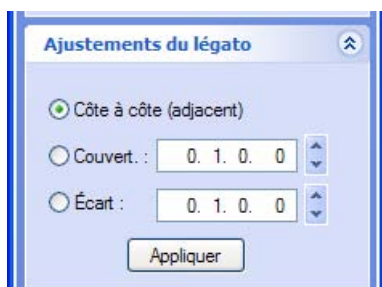 Ajustements du légato
Côte à côte (adjacent)
Couvert. : 0. 1. 0. 0
Écart : 0. 1. 0. 0
Appliquer